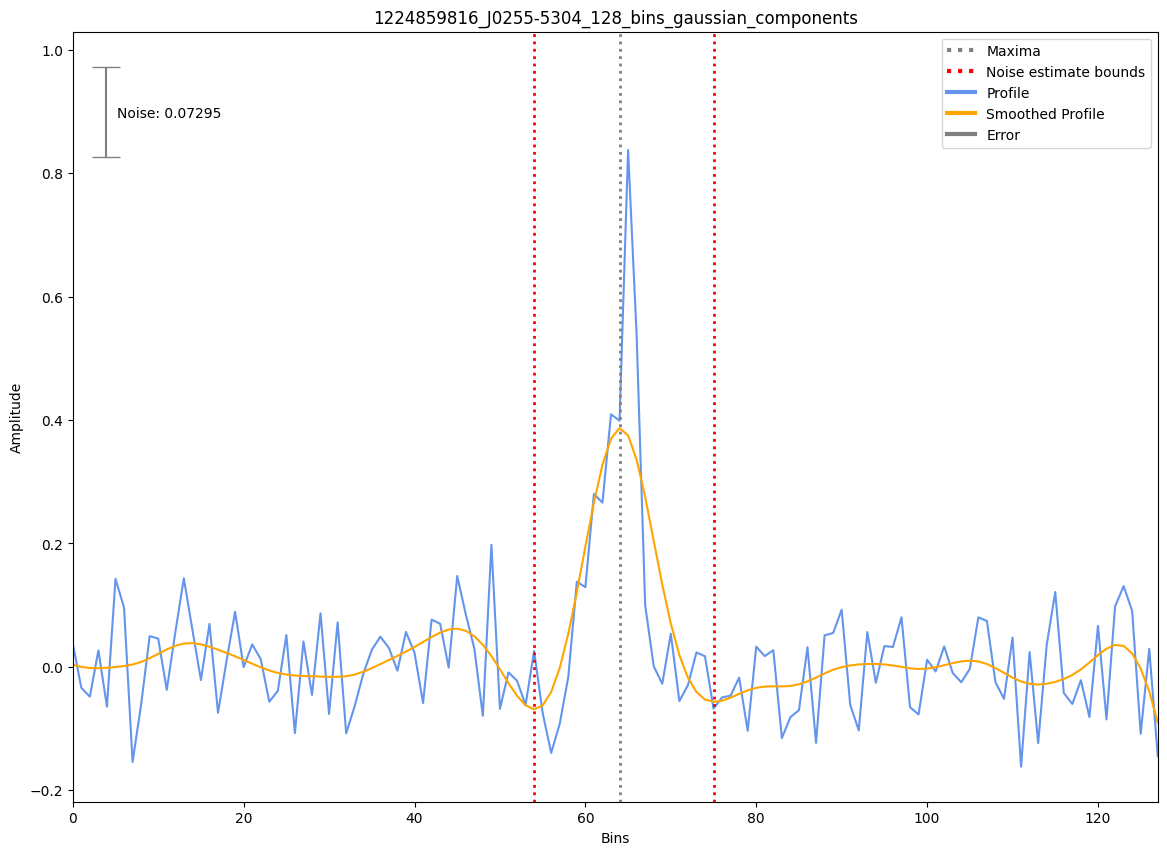 1224859816_J0255-5304_128_bins_gaussian_components
1.0
0.8
0.6
0.4
0.2
0.0
−0.2
Amplitude
Noise: 0.07295
Maxima
Noise estimate bounds
Profile
Smoothed Profile
Error
0
20
40
60
80
100
120
Bins